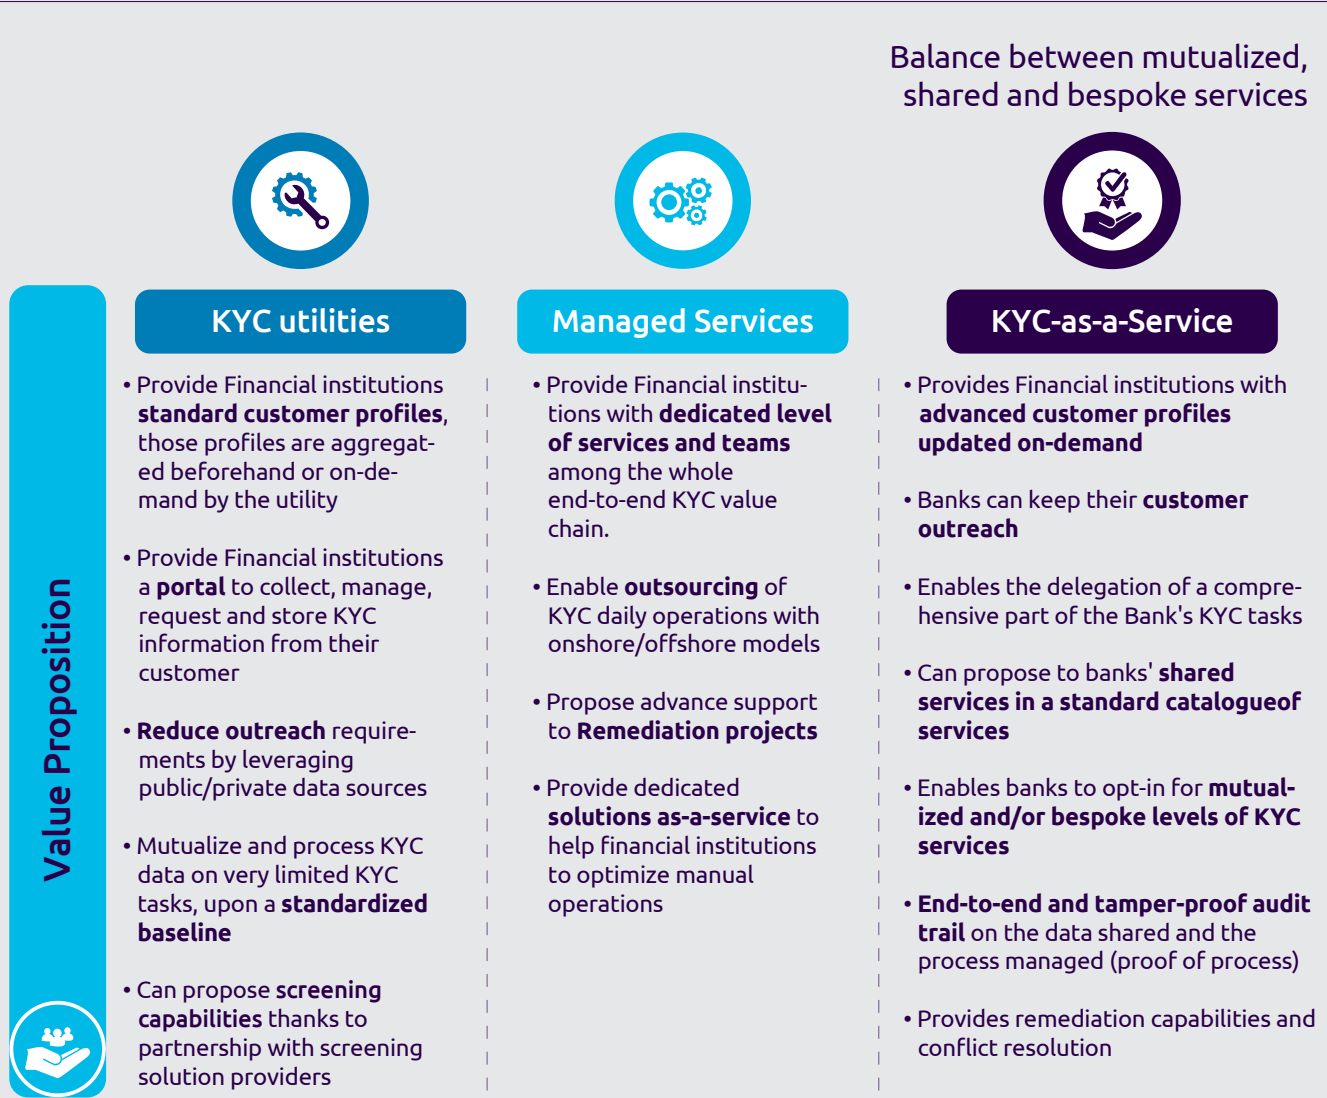 Balance between mutualized,
shared and bespoke services
Value Proposition
KYC utilities
• Provide Financial institutions
standard customer profiles,
those profiles are aggregat-
ed beforehand or on-de-
mand by the utility
• Provide Financial institutions
a portal to collect, manage,
request and store KYC
information from their
customer
• Reduce outreach require-
ments by leveraging
public/private data sources
• Mutualize and process KYC
data on very limited KYC
tasks, upon a standardized
baseline
• Can propose screening
capabilities thanks to
partnership with screening
solution providers
Managed Services
• Provide Financial institu-
tions with dedicated level
of services and teams
among the whole
end-to-end KYC value
chain.
• Enable outsourcing of
KYC daily operations with
onshore/offshore models
• Propose advance support
to Remediation projects
• Provide dedicated
solutions as-a-service to
help financial institutions
to optimize manual
operations
KYC-as-a-Service
• Provides Financial institutions with
advanced customer profiles
updated on-demand
• Banks can keep their customer
outreach
• Enables the delegation of a compre-
hensive part of the Bank's KYC tasks
• Can propose to banks' shared
services in a standard catalogueof
services
• Enables banks to opt-in for mutual-
ized and/or bespoke levels of KYC
services
• End-to-end and tamper-proof audit
trail on the data shared and the
process managed (proof of process)
• Provides remediation capabilities and
conflict resolution